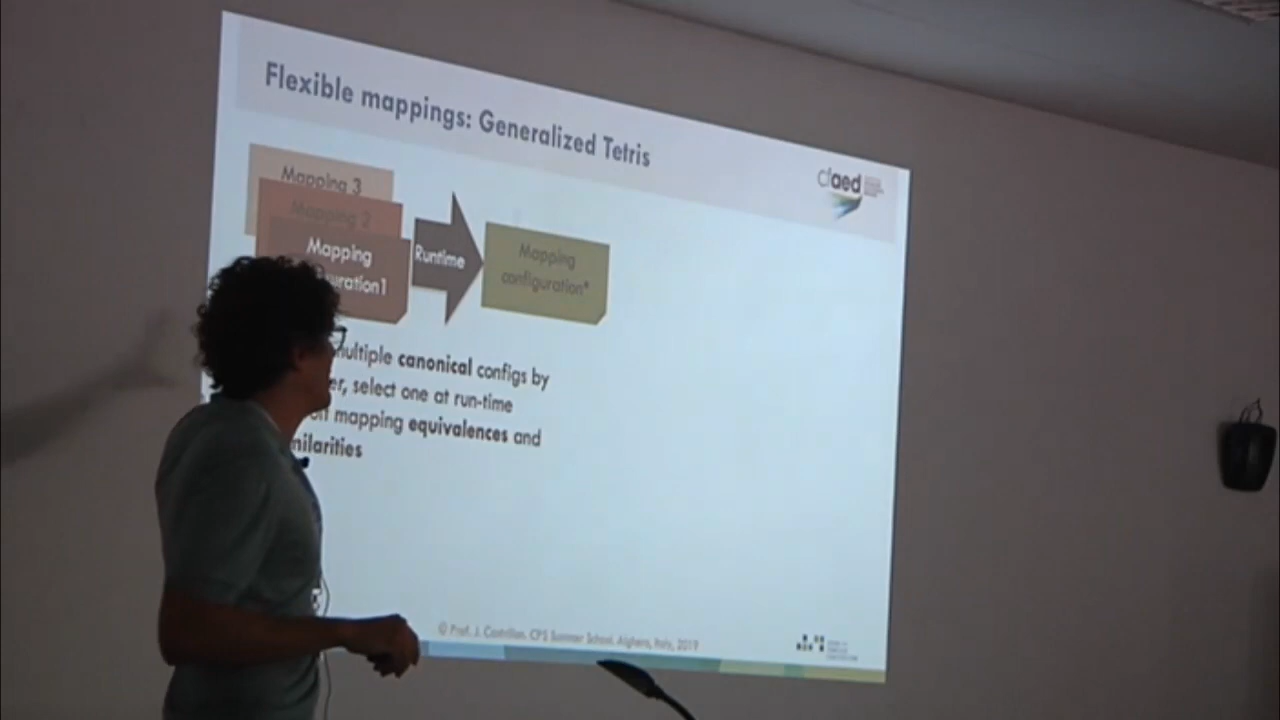 Flexible mappings: Generalized Tetris
cfaed
Mapping 3
Mapping 2
Mapping
uration1
Runtime
Mapping
configuration*
multiple canonical configs by
er, select one at run-time
mapping equivalences and
milarities
© Prof. J. Castrillon. CPS Summer School. Alghero, Italy, 2019